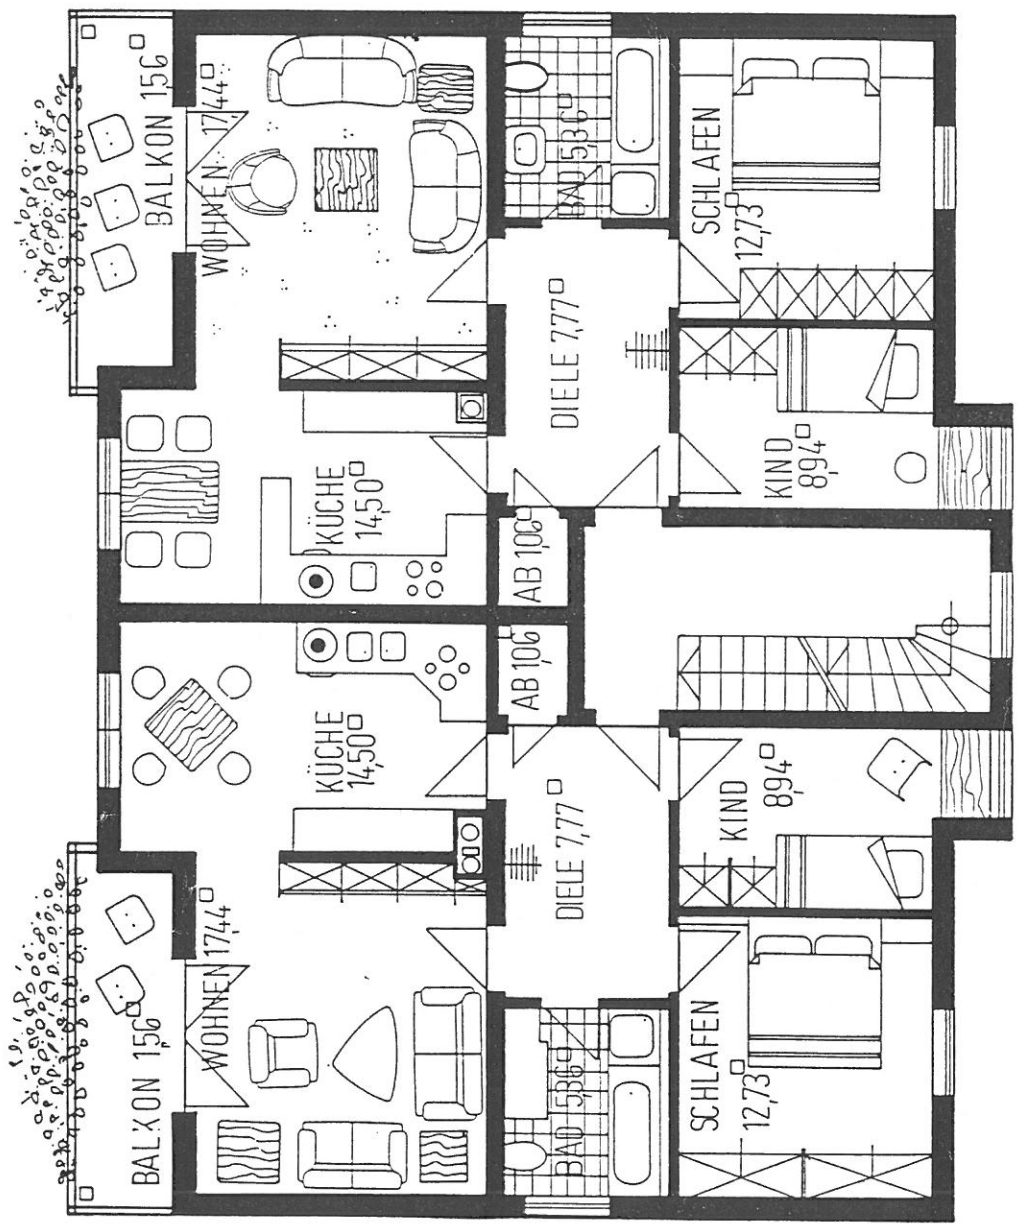 BALKON 1,56□
WOHNEN 17,44□
BAD 5,36□
SCHLAFEN
12,73□
DIELE 7,77□
KIND
8,94□
KÜCHE
14,50□
AB 1,06□
AB 1,06□
KÜCHE
14,50□
DIELE 7,77□
KIND
8,94□
WOHNEN 17,44□
BALKON 1,56□
BAD 5,36□
SCHLAFEN
12,73□